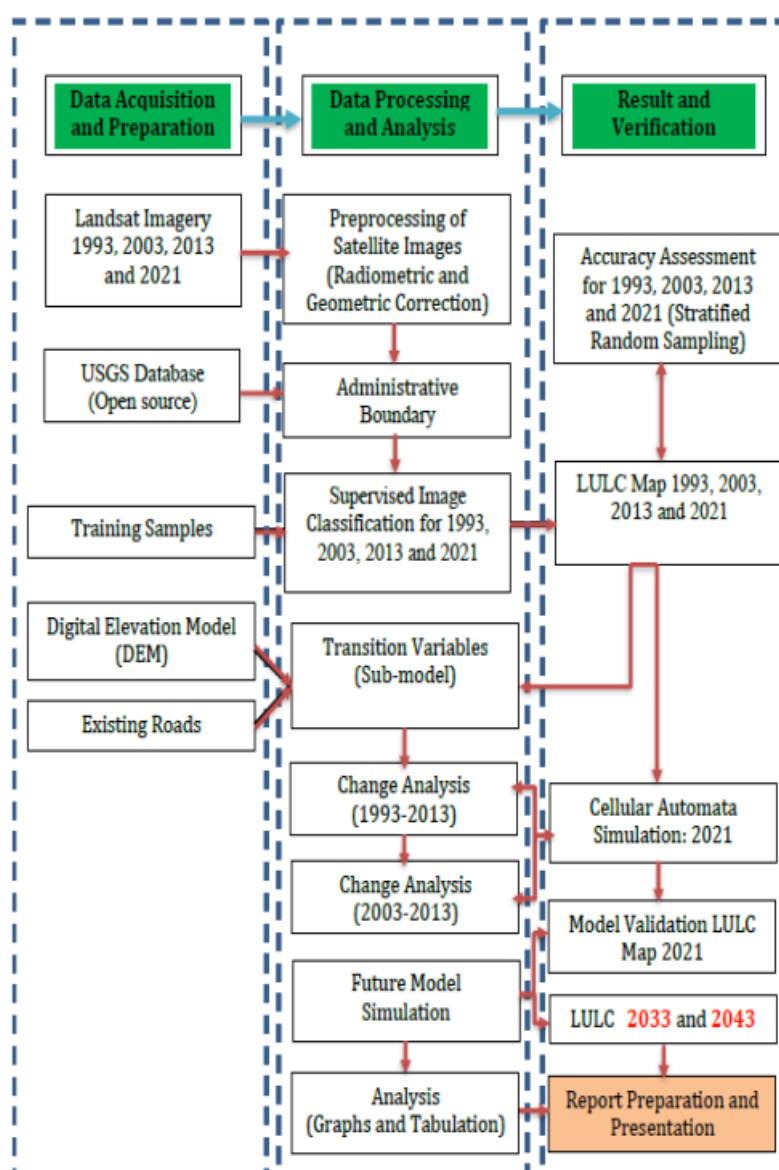 Data Acquisition
and Preparation
Data Processing
and Analysis
Result and
Verification
Landsat Imagery
1993, 2003, 2013
and 2021
Preprocessing of
Satellite Images
(Radiometric and
Geometric Correction)
Accuracy Assessment
for 1993, 2003, 2013
and 2021 (Stratified
Random Sampling)
USGS Database
(Open source)
Administrative
Boundary
Training Samples
Supervised Image
Classification for 1993,
2003, 2013 and 2021
LULC Map 1993, 2003,
2013 and 2021
Digital Elevation Model
(DEM)
Existing Roads
Transition Variables
(Sub-model)
Change Analysis
(1993-2013)
Cellular Automata
Simulation: 2021
Change Analysis
(2003-2013)
Model Validation LULC
Map 2021
Future Model
Simulation
LULC 2033 and 2043
Analysis
(Graphs and Tabulation)
Report Preparation and
Presentation